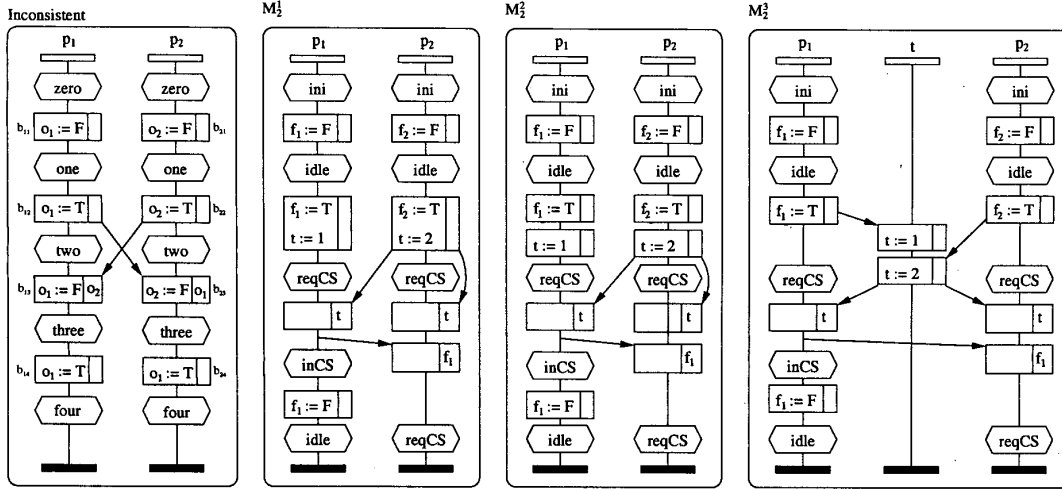 Inconsistent
p₁ p₂
zero zero
b₁₁ o₁ := F o₂ := F b₂₁
one one
b₁₂ o₁ := T o₂ := T b₂₂
two two
b₁₃ o₁ := F o₂ o₂ := F o₁ b₂₃
three three
b₁₄ o₁ := T o₁ := T b₂₄
four four
M₂¹
p₁ p₂
ini ini
f₁ := F f₂ := F
idle idle
f₁ := T f₂ := T
t := 1 t := 2
reqCS reqCS
t t
f₁
inCS
f₁ := F
idle reqCS
M₂²
p₁ p₂
ini ini
f₁ := F f₂ := F
idle idle
f₁ := T f₂ := T
t := 1 t := 2
reqCS reqCS
t t
f₁
inCS
f₁ := F
idle reqCS
M₂³
p₁ t p₂
ini ini
f₁ := F f₂ := F
idle idle
f₁ := T f₂ := T
t := 1
t := 2
reqCS reqCS
t t
f₁
inCS
f₁ := F
idle reqCS